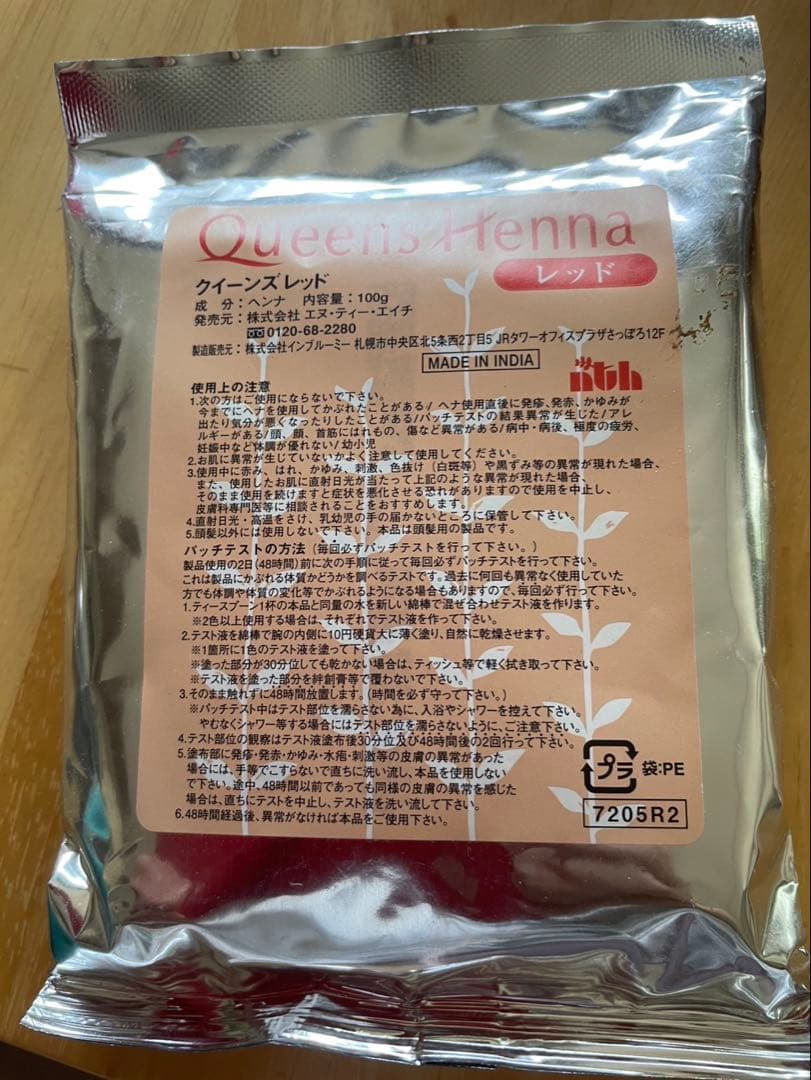 Queens Henna
レッド
クイーンズレッド
成 分：ヘンナ 内容量：100g
発売元：株式会社 エヌ・ティー・エイチ
0120-68-2280
製造販売元：株式会社インブルーミー 札幌市中央区北5条西2丁目5 JRタワーオフィスプラザさっぽろ12F
MADE IN INDIA
nth
使用上の注意
1.次の方はご使用にならないで下さい。
今までにヘナを使用してかぶれたことがある/ヘナ使用直後に発疹、発赤、かゆみが
出たり気分が悪くなったりしたことがある/パッチテストの結果異常が生じた/アレ
ルギーがある/頭、顔、首筋にはれもの、傷など異常がある/病中・病後、極度の疲労、
妊娠中など体調が優れない/幼小児
2.お肌に異常が生じていないかよく注意して使用してください。
3.使用中に赤み、はれ、かゆみ、刺激、色抜け（白斑等）や黒ずみ等の異常が現れた場合、
また、使用したお肌に直射日光が当たって上記のような異常が現れた場合、
そのまま使用を続けますと症状を悪化させる恐れがありますので使用を中止し、
皮膚科専門医等に相談されることをおすすめします。
4.直射日光・高温をさけ、乳幼児の手の届かないところに保管して下さい。
5.頭髪以外には使用しないで下さい。本品は頭髪用の製品です。
パッチテストの方法（毎回必ずパッチテストを行って下さい。）
製品使用の2日(48時間)前に次の手順に従って毎回必ずパッチテストを行って下さい。
これは製品にかぶれる体質かどうかを調べるテストです。過去に何回も異常なく使用していた
方でも体調や体質の変化等でかぶれるようになる場合もありますので、毎回必ず行って下さい。
1.ティースプーン1杯の本品と同量の水を新しい綿棒で混ぜ合わせテスト液を作ります。
※2色以上使用する場合は、それぞれでテスト液を作って下さい。
2.テスト液を綿棒で腕の内側に10円硬貨大に薄く塗り、自然に乾燥させます。
※1箇所に1色のテスト液を塗って下さい。
※塗った部分が30分位しても乾かない場合は、ティッシュ等で軽く拭き取って下さい。
※テスト液を塗った部分を絆創膏等で覆わないで下さい。
3.そのまま触れずに48時間放置します。（時間を必ず守って下さい。）
※パッチテスト中はテスト部位を濡らさない為に、入浴やシャワーを控えて下さい。
やむなくシャワー等する場合にはテスト部位を濡らさないように、ご注意下さい。
4.テスト部位の観察はテスト液塗布後30分位及び48時間後の2回行って下さい。
5.塗布部に発疹・発赤・かゆみ・水疱・刺激等の皮膚の異常があった
場合には、手等でこすらないで直ちに洗い流し、本品を使用しない
で下さい。途中、48時間以前であっても同様の皮膚の異常を感じた
場合は、直ちにテストを中止し、テスト液を洗い流して下さい。
6.48時間経過後、異常がなければ本品をご使用下さい。
プラ 袋:PE
7205R2